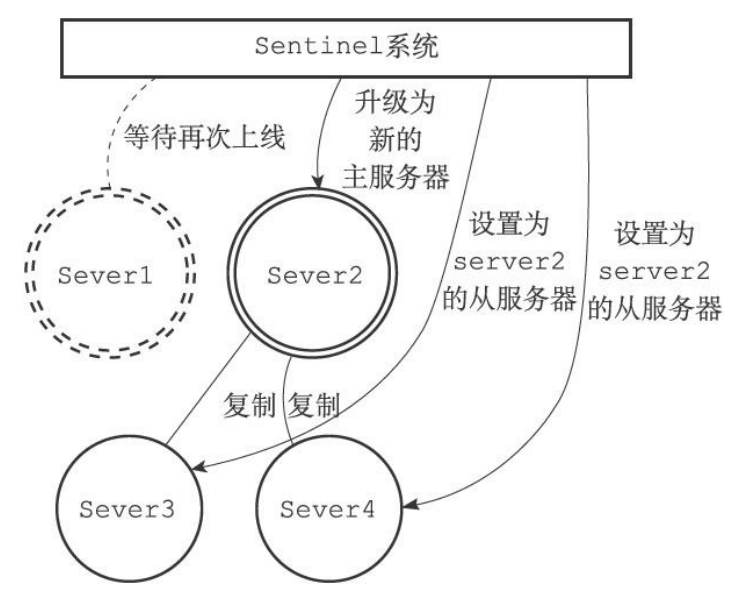 Sentinel系统
等待再次上线
升级为
新的
主服务器
设置为
server2
的从服务器
设置为
server2
的从服务器
Sever1
Sever2
复制
复制
Sever3
Sever4